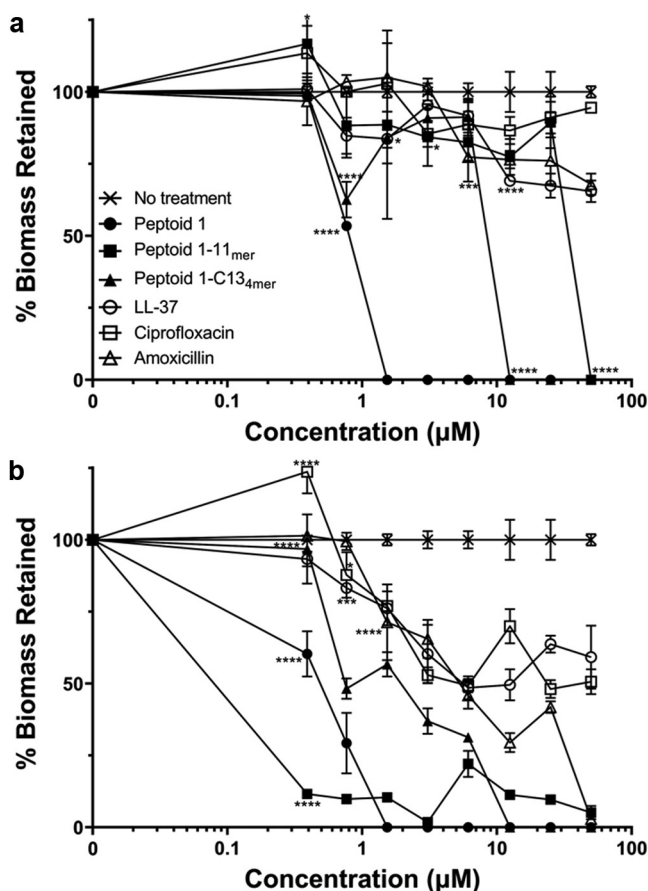 a
% Biomass Retained
100
50
0
*
****
****
*
*
***
****
****
****
No treatment
Peptoid 1
Peptoid 1-11mer
Peptoid 1-C134mer
LL-37
Ciprofloxacin
Amoxicillin
0 0.1 1 10 100
Concentration (μM)
b
% Biomass Retained
100
50
0
****
****
*
***
****
****
****
0 0.1 1 10 100
Concentration (μM)